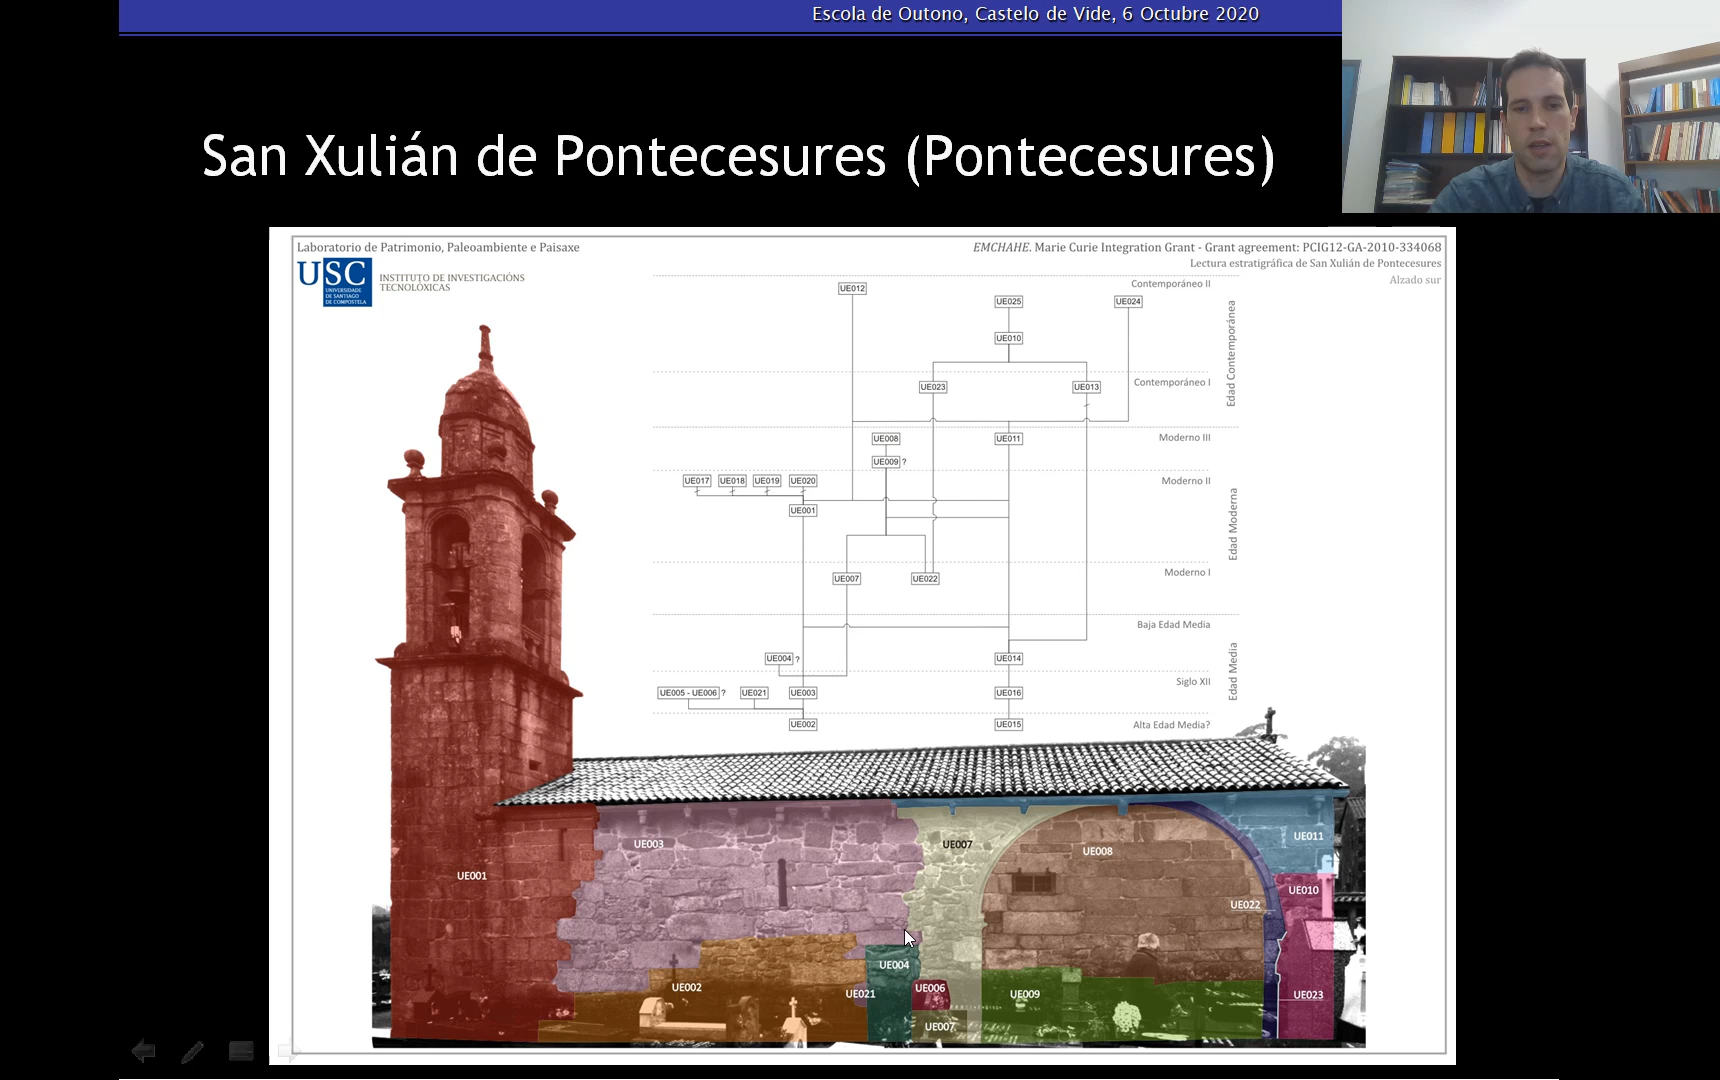 Escola de Outono, Castelo de Vide, 6 Octubre 2020
San Xulián de Pontecesures (Pontecesures)
Laboratorio de Patrimonio, Paleoambiente e Paisaxe
EMCHAHE. Marie Curie Integration Grant - Grant agreement: PCIG12-GA-2010-334068
Lectura estratigráfica de San Xulián de Pontecesures
Alzado sur
USC
UNIVERSIDADE
DE SANTIAGO
DE COMPOSTELA
INSTITUTO DE INVESTIGACIÓNS
TECNOLÓXICAS
Contemporáneo II
UE012
UE025
UE024
UE010
Edad Contemporánea
Contemporáneo I
UE023
UE013
Moderno III
UE008
UE011
UE009 ?
Moderno II
UE017
UE018
UE019
UE020
UE001
Edad Moderna
Moderno I
UE007
UE022
Baja Edad Media
UE004 ?
UE014
Edad Media
Siglo XII
UE005 - UE006 ?
UE021
UE003
UE016
Alta Edad Media?
UE002
UE015
UE003
UE007
UE008
UE011
UE001
UE010
UE022
UE004
UE002
UE021
UE006
UE009
UE023
UE007